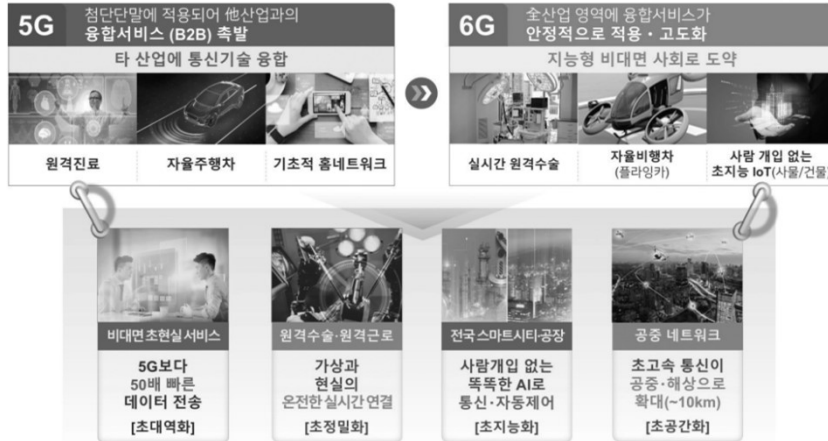 5G
첨단단말에 적용되어 他산업과의
융합서비스 (B2B) 촉발
타 산업에 통신기술 융합
원격진료
자율주행차
기초적 홈네트워크
6G
全산업 영역에 융합서비스가
안정적으로 적용・고도화
지능형 비대면 사회로 도약
실시간 원격수술
자율비행차
(플라잉카)
사람 개입 없는
초지능 IoT(사물/건물)
비대면 초현실 서비스
5G보다
50배 빠른
데이터 전송
[초대역화]
원격수술·원격근로
가상과
현실의
온전한 실시간 연결
[초정밀화]
전국 스마트시티·공장
사람개입 없는
똑똑한 AI로
통신·자동제어
[초지능화]
공중 네트워크
초고속 통신이
공중·해상으로
확대(~10km)
[초공간화]